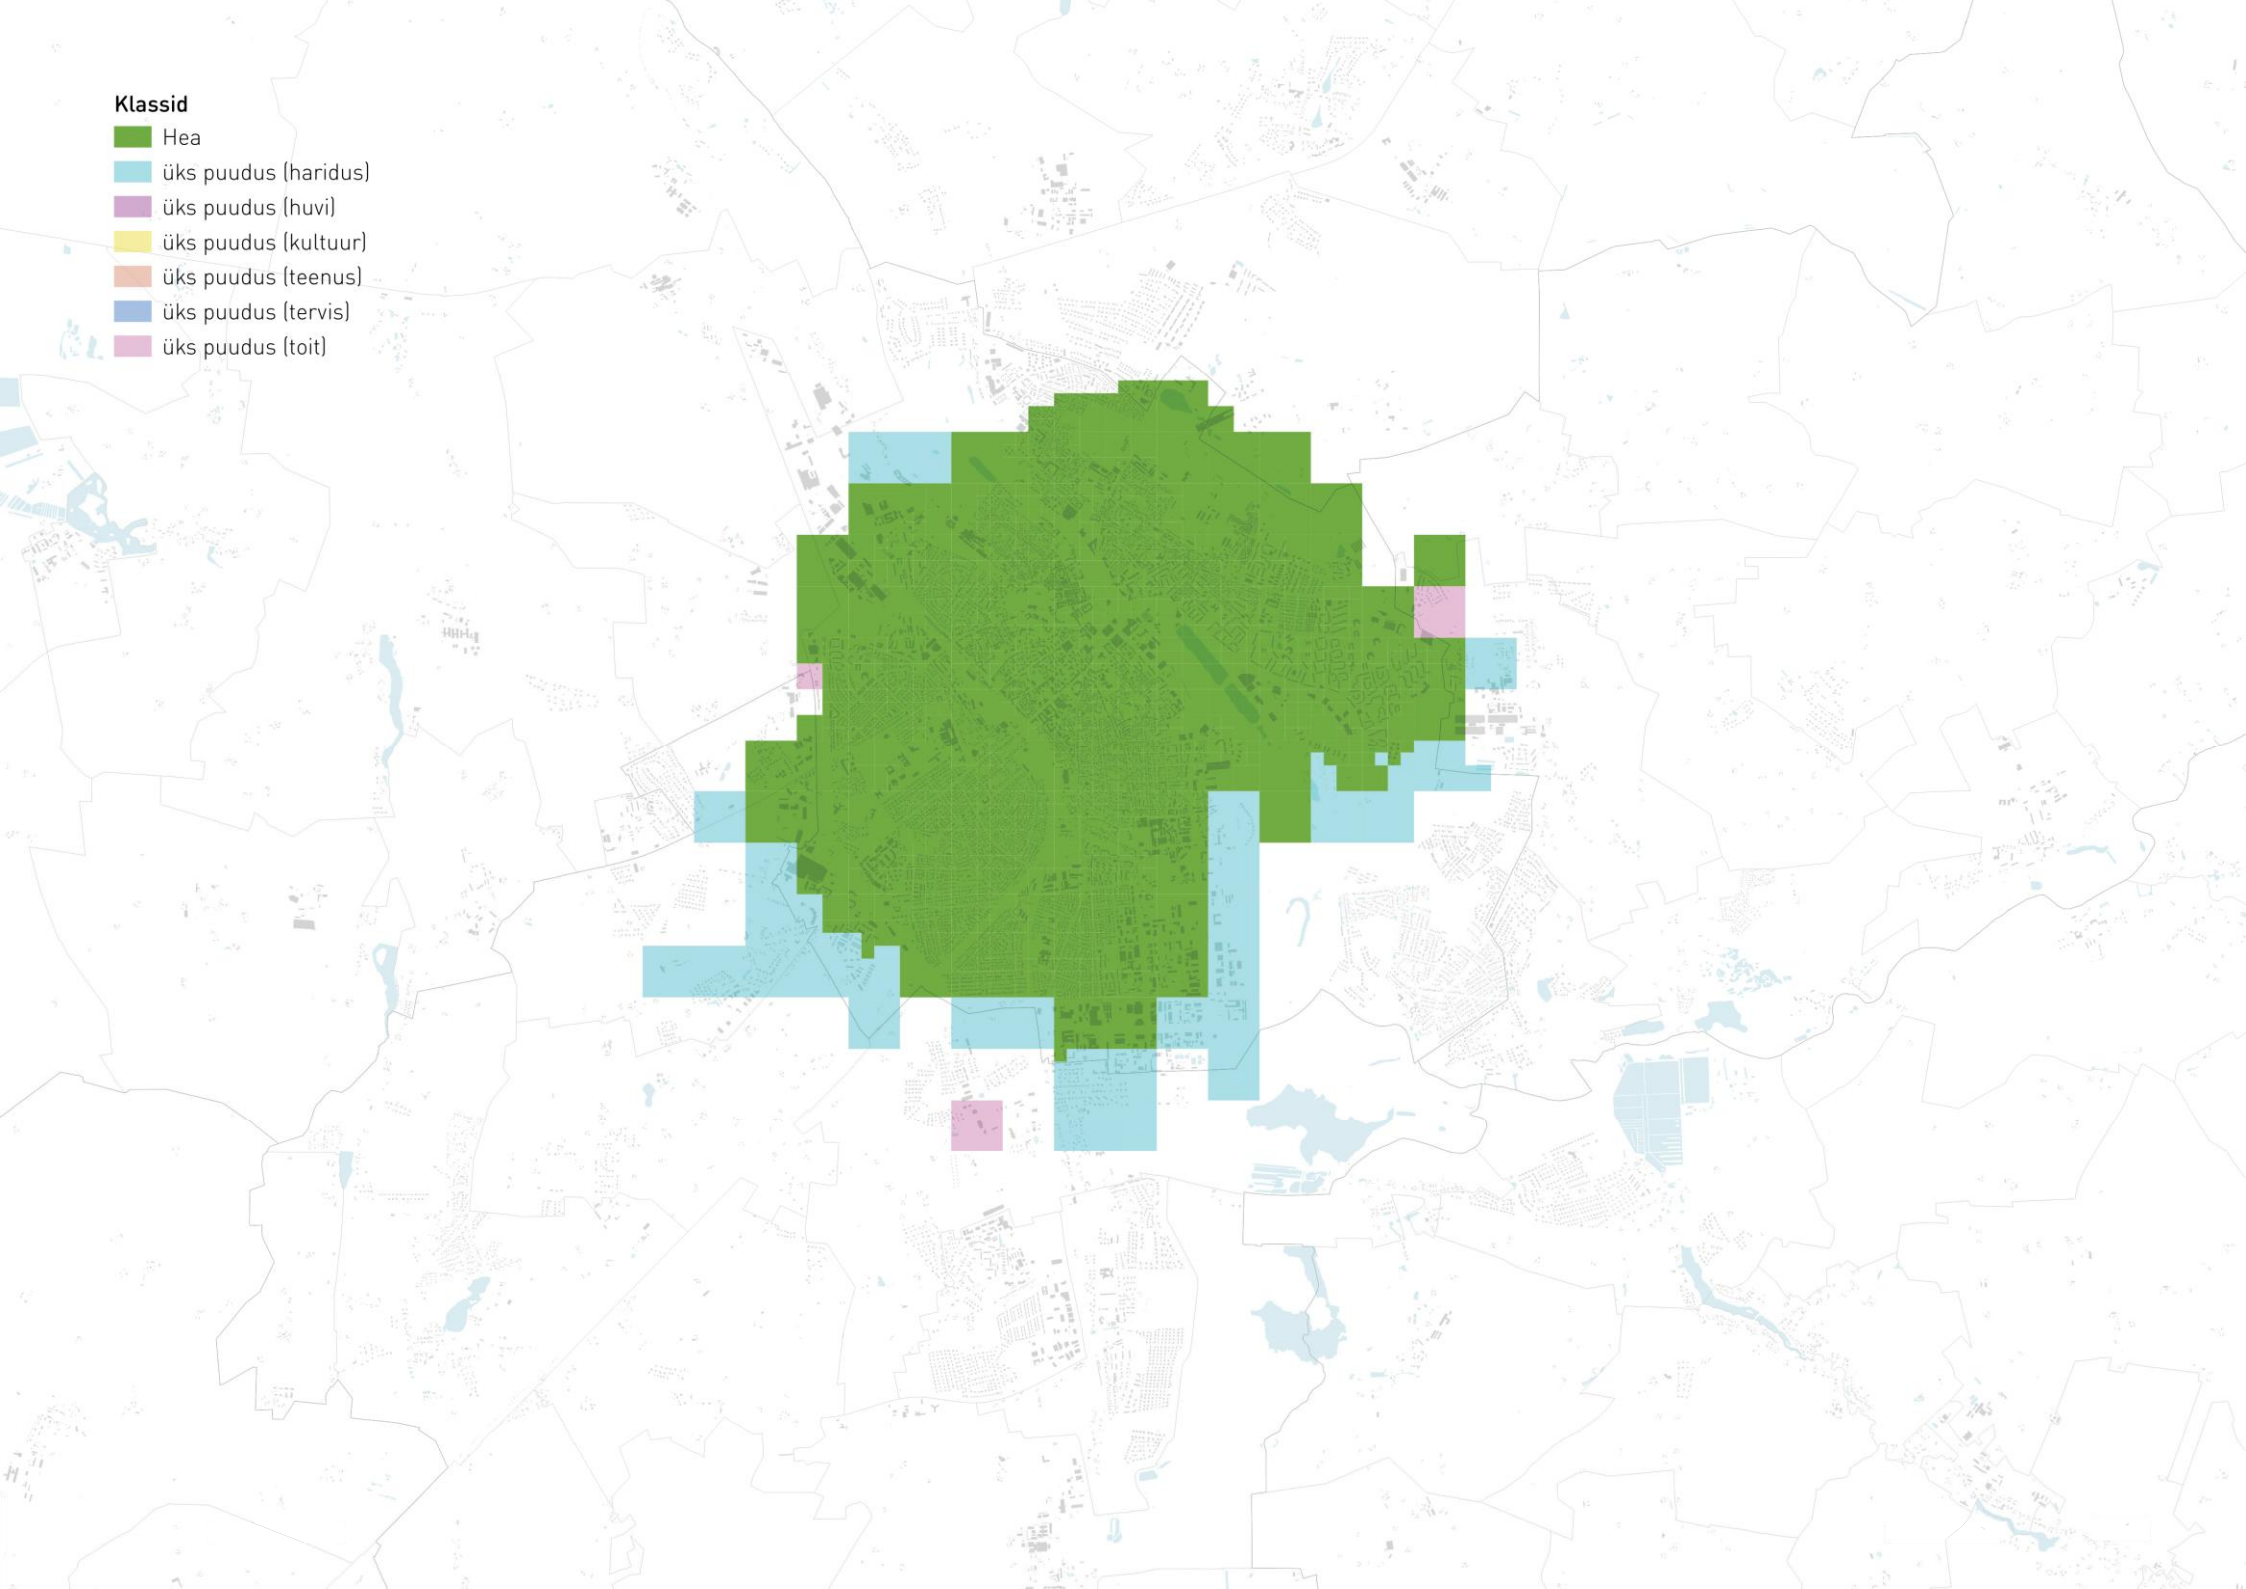 Klassid
Hea
üks puudus (haridus)
üks puudus (huvi)
üks puudus (kultuur)
üks puudus (teenus)
üks puudus (tervis)
üks puudus (toit)